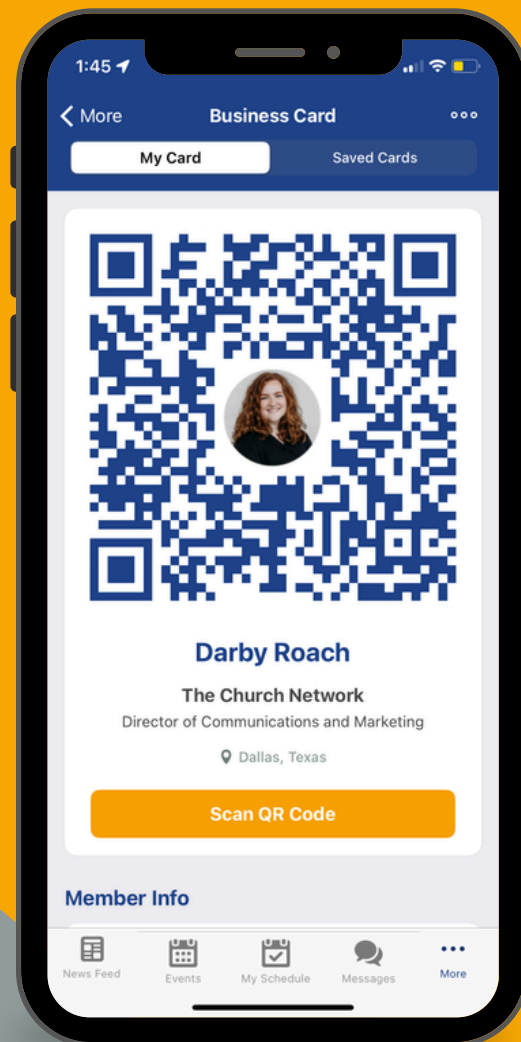 1:45
More
Business Card
My Card
Saved Cards
Darby Roach
The Church Network
Director of Communications and Marketing
Dallas, Texas
Scan QR Code
Member Info
News Feed
Events
My Schedule
Messages
More